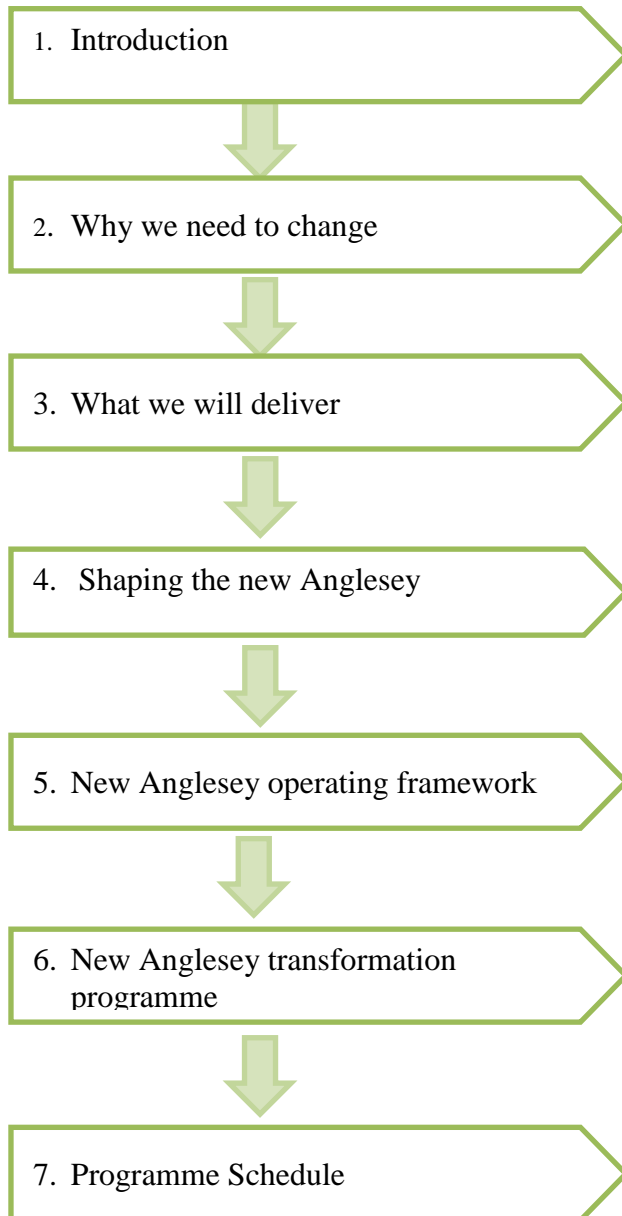 1. Introduction
2. Why we need to change
3. What we will deliver
4. Shaping the new Anglesey
5. New Anglesey operating framework
6. New Anglesey transformation
programme
7. Programme Schedule